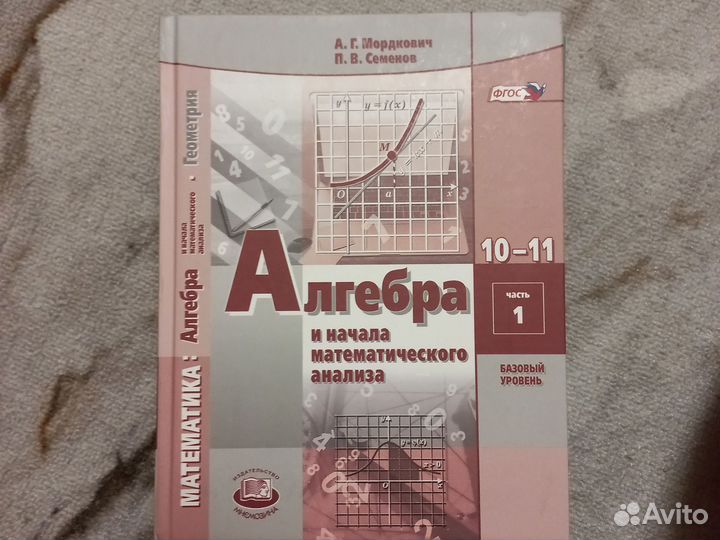 А. Г. Мордкович
П. В. Семенов
ФГОС
y = f(x)
M
O
a
x
y
10–11
часть
1
БАЗОВЫЙ
УРОВЕНЬ
Алгебра
и начала
математического
анализа
МАТЕМАТИКА: Алгебра и начала математического анализа • Геометрия
ИЗДАТЕЛЬСТВО
МНЕМОЗИНА
Avito